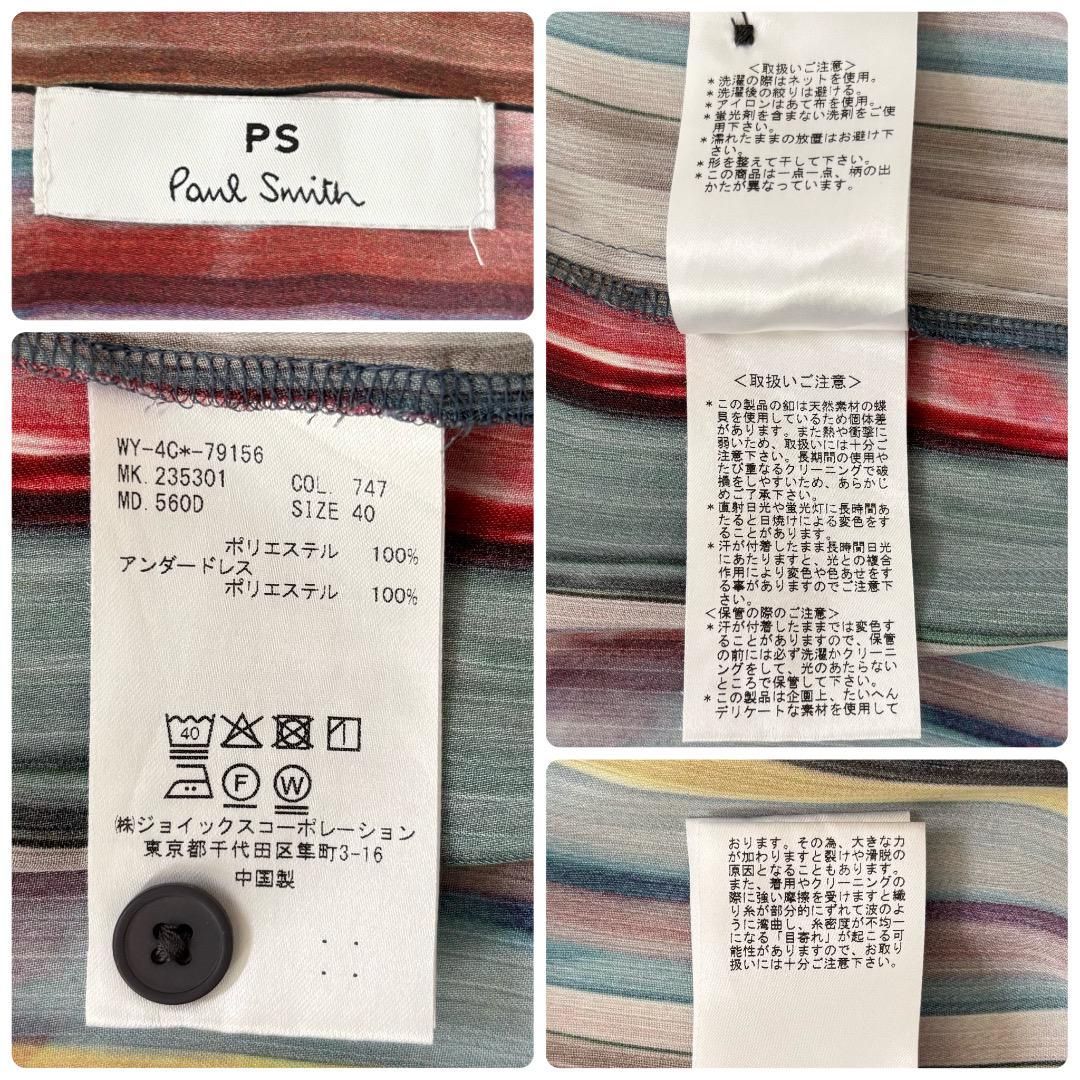 PS
Paul Smith
WY-4C*-79156
MK. 235301 COL. 747
MD. 560D SIZE 40
ポリエステル 100%
アンダードレス
ポリエステル 100%
40
F W
㈱ジョイックスコーポレーション
東京都千代田区隼町3-16
中国製
<取扱いご注意>
*洗濯の際はネットを使用。
*洗濯後の絞りは避ける。
*アイロンはあて布を使用。
*蛍光剤を含まない洗剤をご使
用下さい。
*濡れたままの放置はお避け下
さい。
*形を整えて干して下さい。
*この商品は一点一点、柄の出
かたが異なっています。
<取扱いご注意>
*この製品の釦は天然素材の蝶
貝を使用しているため個体差
があります。また熱や衝撃に
弱いため、取扱いには十分ご
注意下さい。長期間の使用や
たび重なるクリーニングで破
損をしやすいため、あらかじ
めご了承下さい。
*直射日光や蛍光灯に長時間あ
たると日焼けによる変色をす
ることがあります。
*汗が付着したまま長時間日光
にあたりますと、光との複合
作用により変色や色あせをす
る事がありますのでご注意下
さい。
<保管の際のご注意>
*汗が付着したままでは変色す
ることがありますので、保管
の前には必ず洗濯かクリーニ
ングをして、光のあたらない
ところで保管して下さい。
*この製品は企画上、たいへん
デリケートな素材を使用して
おります。その為、大きな力
が加わりますと裂けや滑脱の
原因となることもあります。
また、着用やクリーニングの
際に強い摩擦を受けますと織
り糸が部分的にずれて波のよ
うに湾曲し、糸密度が不均一
になる「目寄れ」が起こる可
能性がありますので、お取り
扱いには十分ご注意下さい。